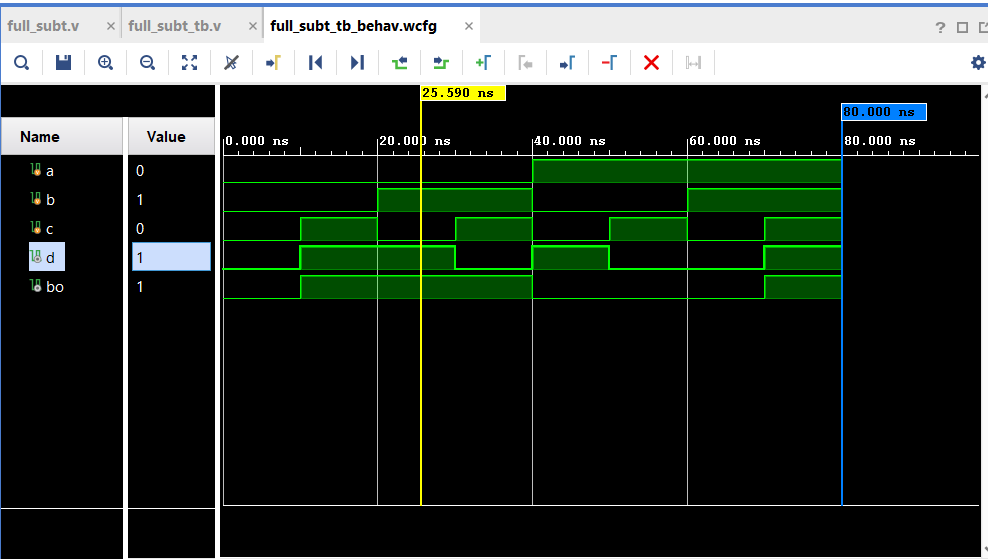 full_subt.v × full_subt_tb.v × full_subt_tb_behav.wcfg ×
? 
25.590 ns
80.000 ns
Name Value
0.000 ns 20.000 ns 40.000 ns 60.000 ns 80.000 ns
a 0
b 1
c 0
d 1
bo 1